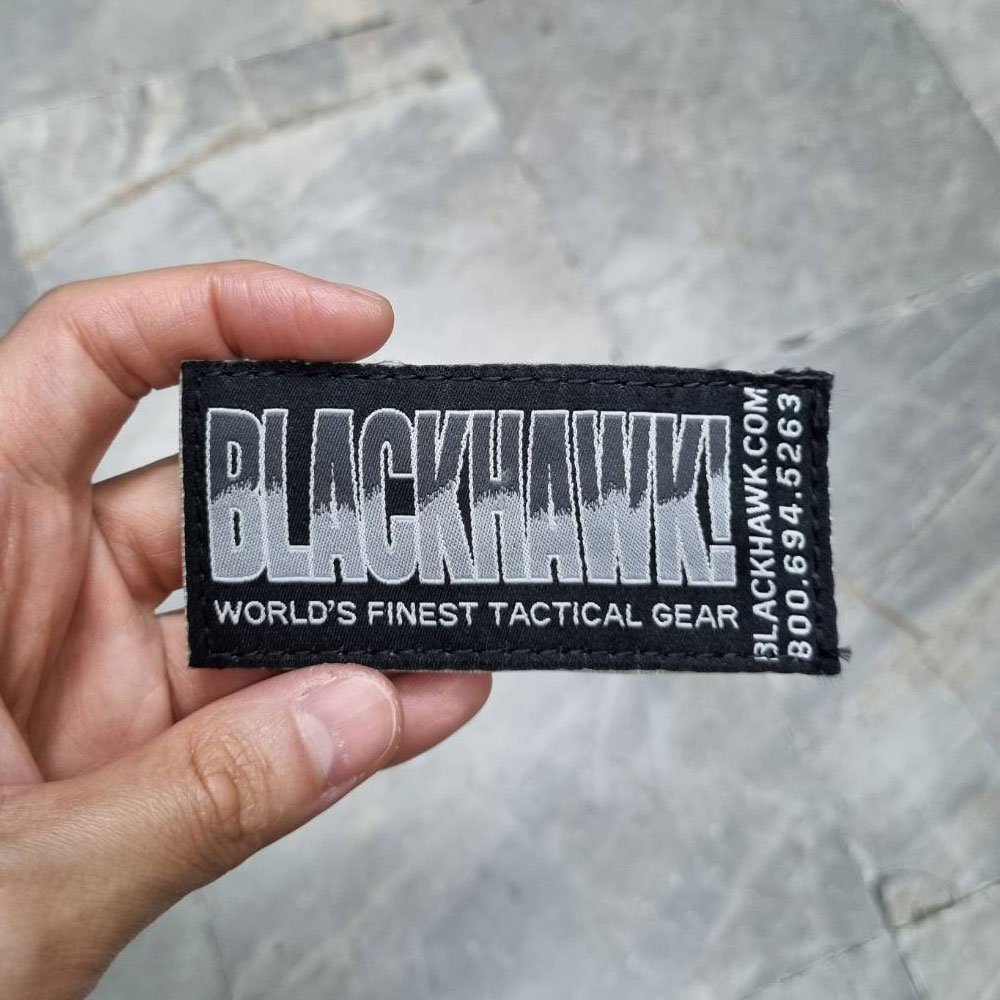 BLACKHAWK!
WORLD'S FINEST TACTICAL GEAR
BLACKHAWK.COM
800.694.5263